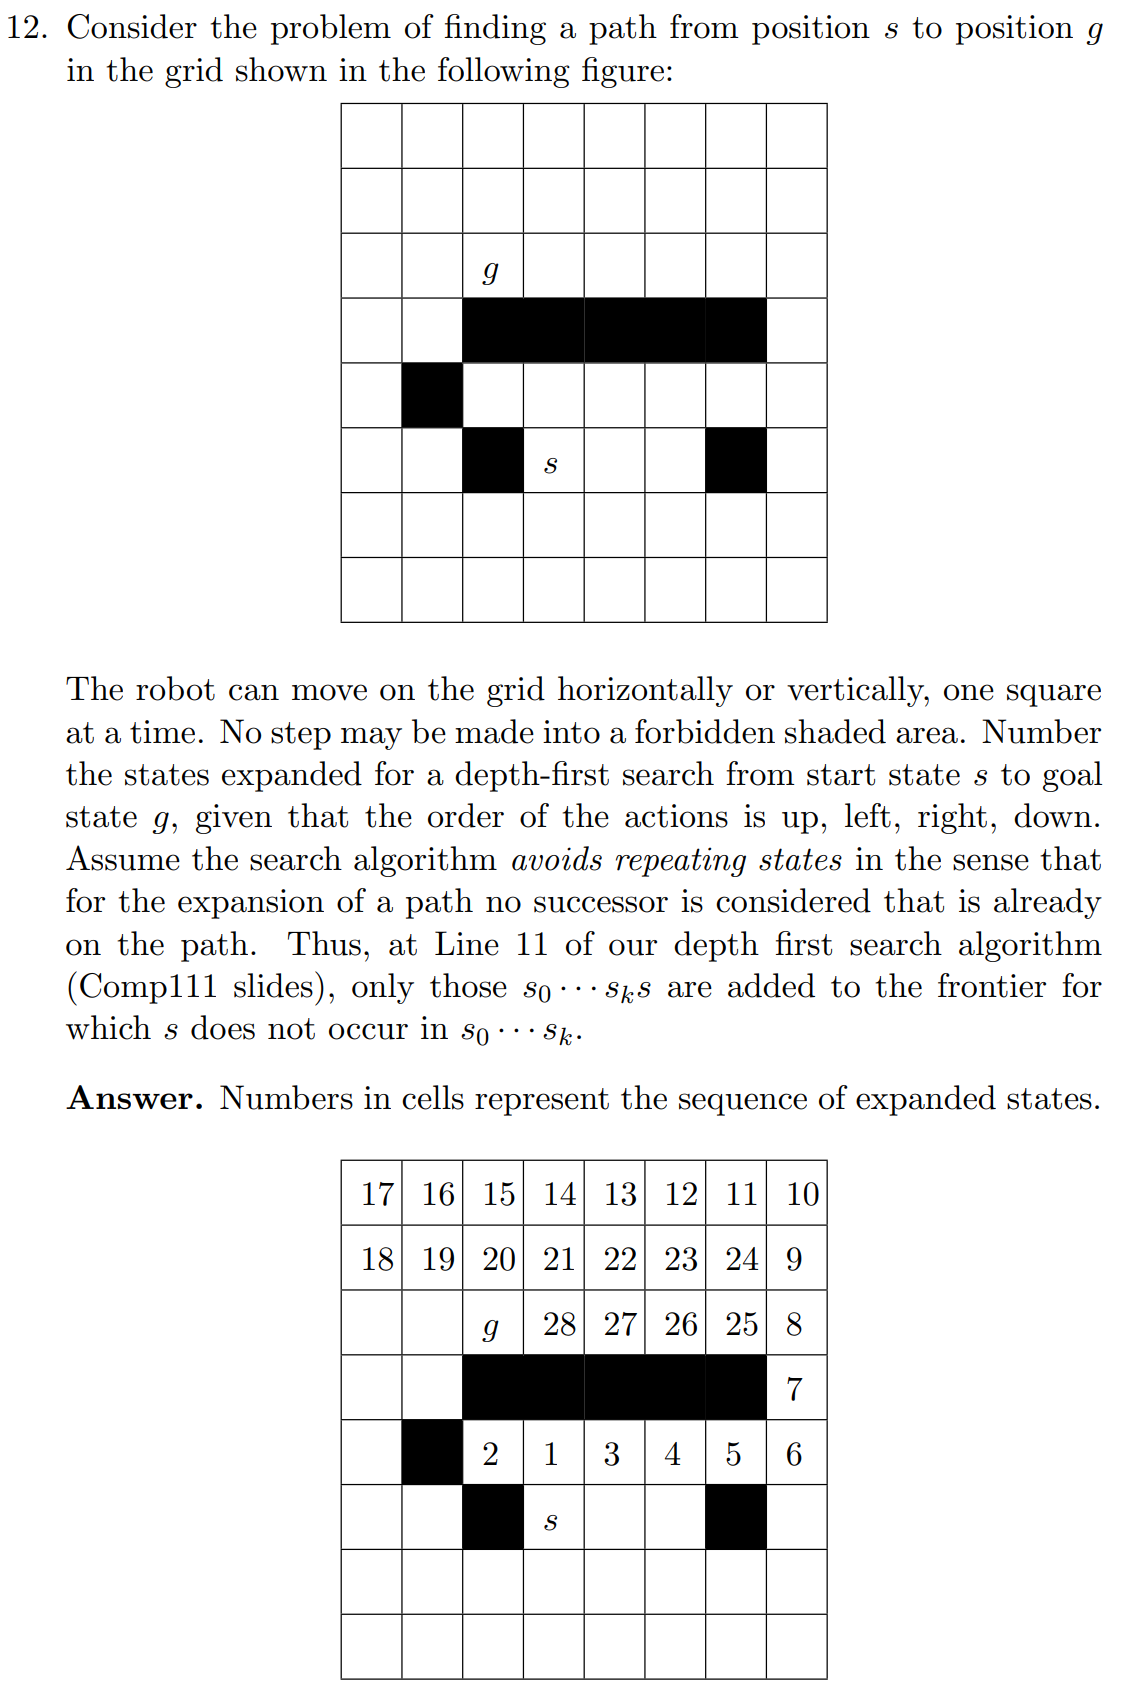 12. Consider the problem of finding a path from position s to position g
in the grid shown in the following figure:
g
s
The robot can move on the grid horizontally or vertically, one square
at a time. No step may be made into a forbidden shaded area. Number
the states expanded for a depth-first search from start state s to goal
state g, given that the order of the actions is up, left, right, down.
Assume the search algorithm avoids repeating states in the sense that
for the expansion of a path no successor is considered that is already
on the path. Thus, at Line 11 of our depth first search algorithm
(Comp111 slides), only those s₀ ⋯ sₖs are added to the frontier for
which s does not occur in s₀ ⋯ sₖ.
Answer. Numbers in cells represent the sequence of expanded states.
17 16 15 14 13 12 11 10
18 19 20 21 22 23 24 9
g 28 27 26 25 8
7
2 1 3 4 5 6
s